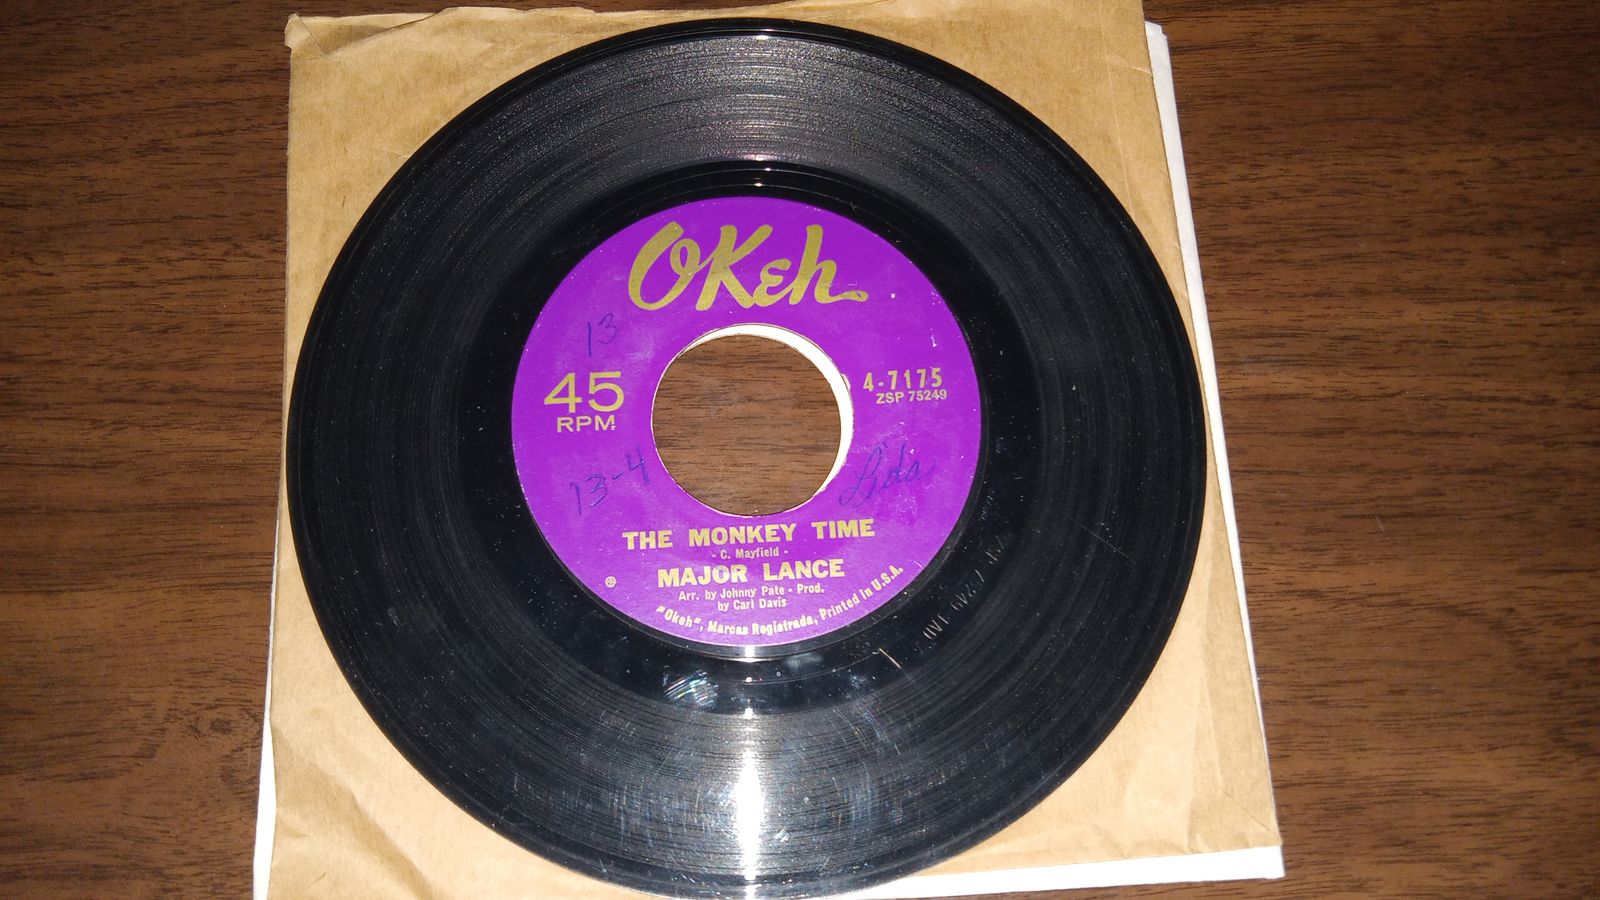 OKeh
13
45
RPM
4-7175
ZSP 75249
13-4
Lida
THE MONKEY TIME
- C. Mayfield -
MAJOR LANCE
Arr. by Johnny Pate - Prod.
by Carl Davis
℗
"Okeh", Marcas Registrada, Printed in U.S.A.